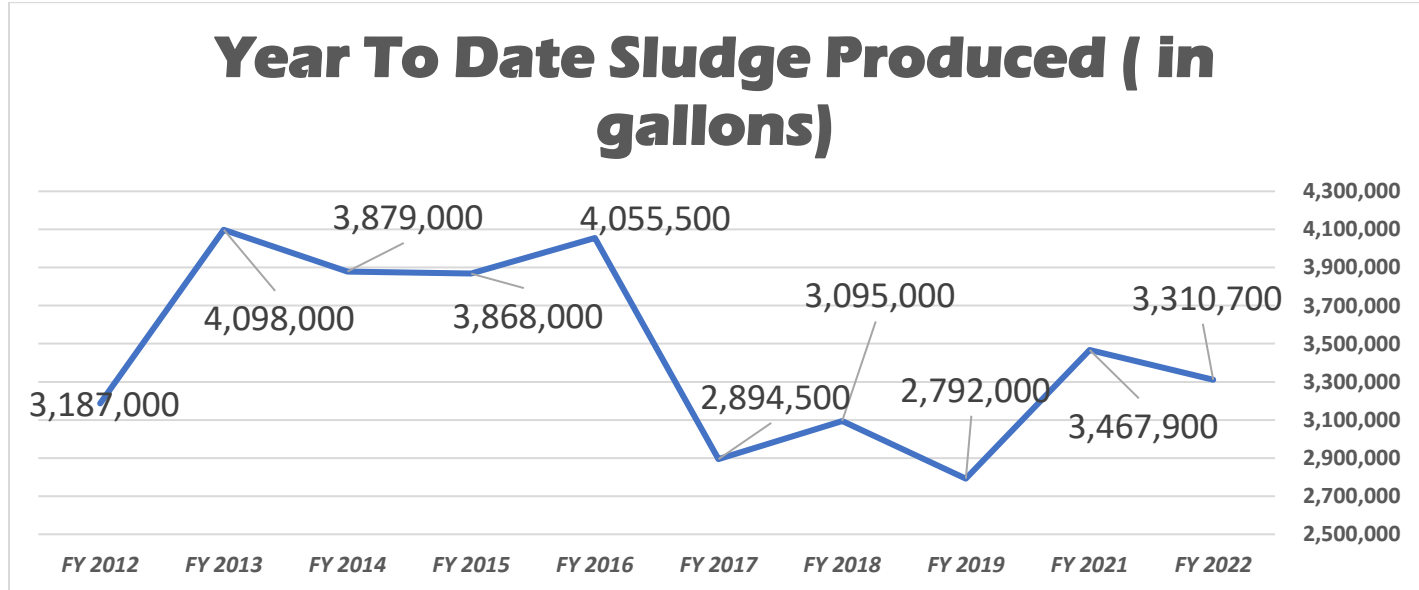 Year To Date Sludge Produced ( in
gallons)
4,300,000
4,100,000
3,900,000
3,700,000
3,500,000
3,300,000
3,100,000
2,900,000
2,700,000
2,500,000
3,187,000
4,098,000
3,879,000
3,868,000
4,055,500
2,894,500
3,095,000
2,792,000
3,467,900
3,310,700
FY 2012
FY 2013
FY 2014
FY 2015
FY 2016
FY 2017
FY 2018
FY 2019
FY 2021
FY 2022